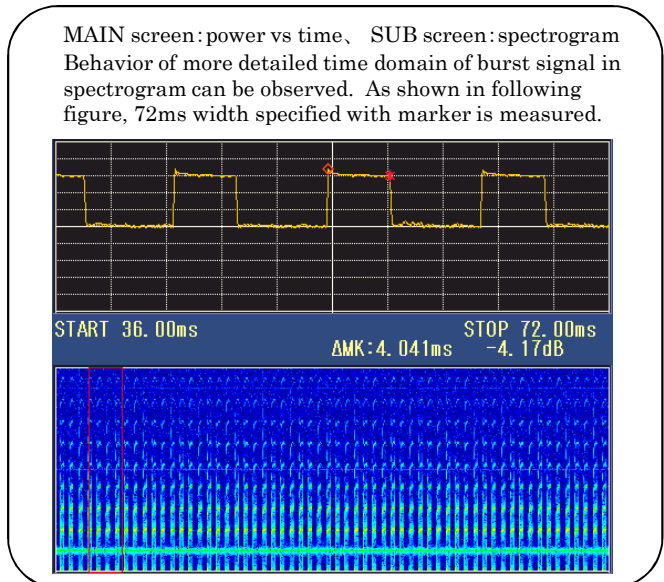 MAIN screen:power vs time、 SUB screen:spectrogram
Behavior of more detailed time domain of burst signal in
spectrogram can be observed. As shown in following
figure, 72ms width specified with marker is measured.
START 36.00ms STOP 72.00ms
ΔMK:4.041ms -4.17dB